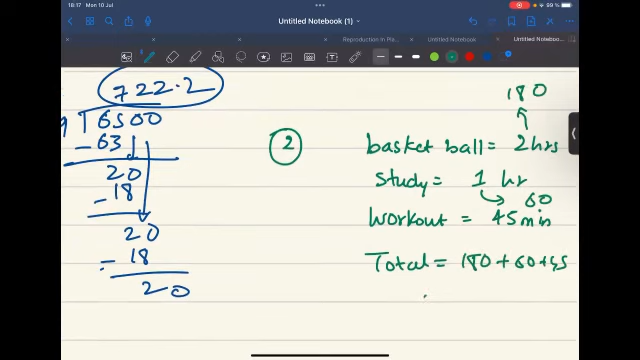 18:17 Mon 10 Jul
99 %
Untitled Notebook (1)
Reproduction in Pla
Untitled Notebook
Untitled Notebo
722.2
9 6500
- 63
20
- 18
20
- 18
20
2
180
basket ball = 2 hrs
study = 1 hr
60
workout = 45 min
Total = 180 + 60 + 45